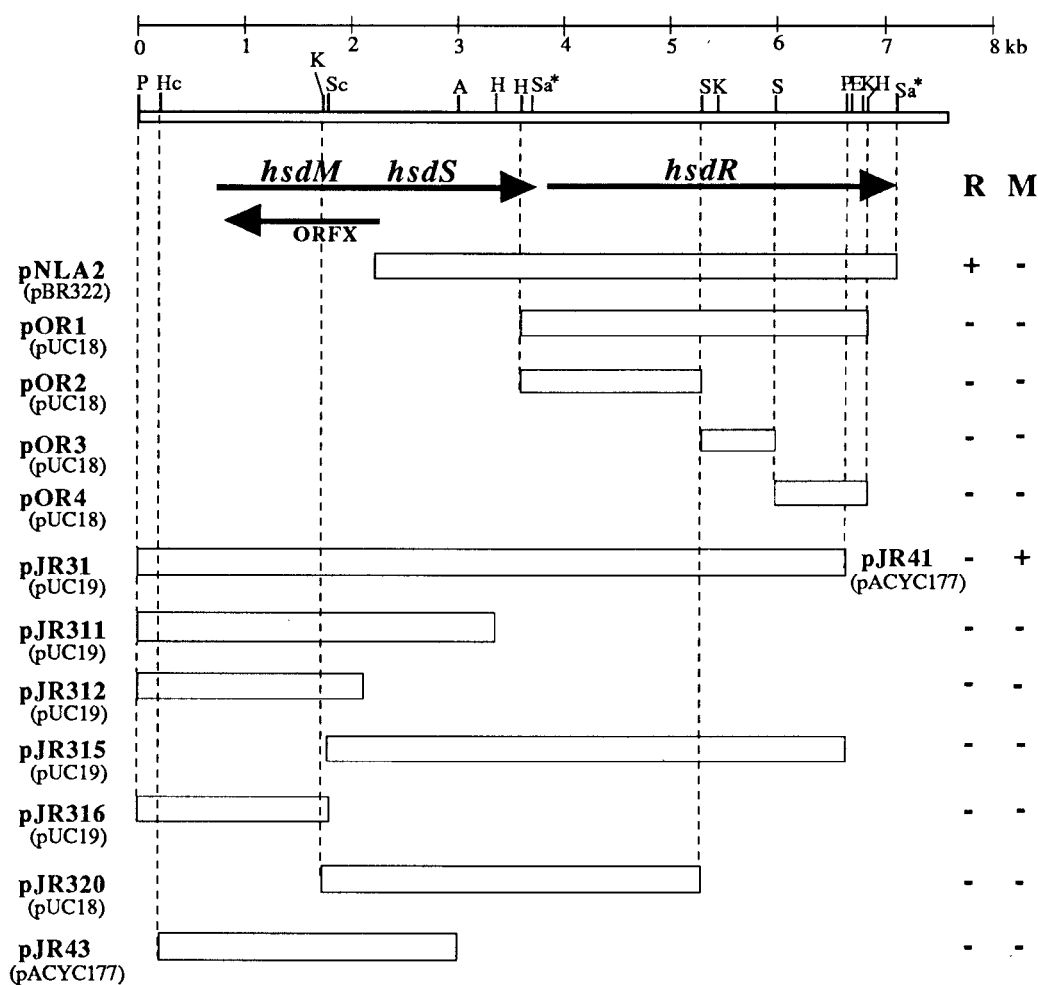 0 1 2 3 4 5 6 7 8 kb
K
P Hc Sc A H H Sa* S K S P E K H Sa*
hsdM hsdS hsdR R M
ORFX
pNLA2 + -
(pBR322)
pOR1 - -
(pUC18)
pOR2 - -
(pUC18)
pOR3 - -
(pUC18)
pOR4 - -
(pUC18)
pJR31 pJR41 - +
(pUC19) (pACYC177)
pJR311 - -
(pUC19)
pJR312 - -
(pUC19)
pJR315 - -
(pUC19)
pJR316 - -
(pUC19)
pJR320 - -
(pUC18)
pJR43 - -
(pACYC177)